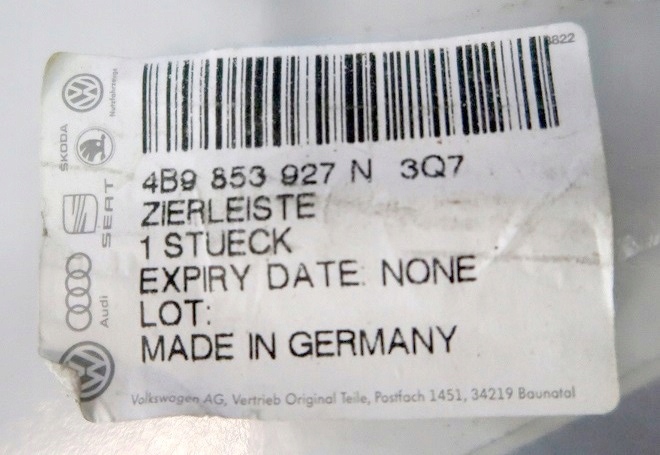 8822
4B9 853 927 N 3Q7
ZIERLEISTE
1 STUECK
EXPIRY DATE: NONE
LOT:
MADE IN GERMANY
Volkswagen AG, Vertrieb Original Teile, Postfach 1451, 34219 Baunatal
Nutzfahrzeuge
ŠKODA
SEAT
Audi